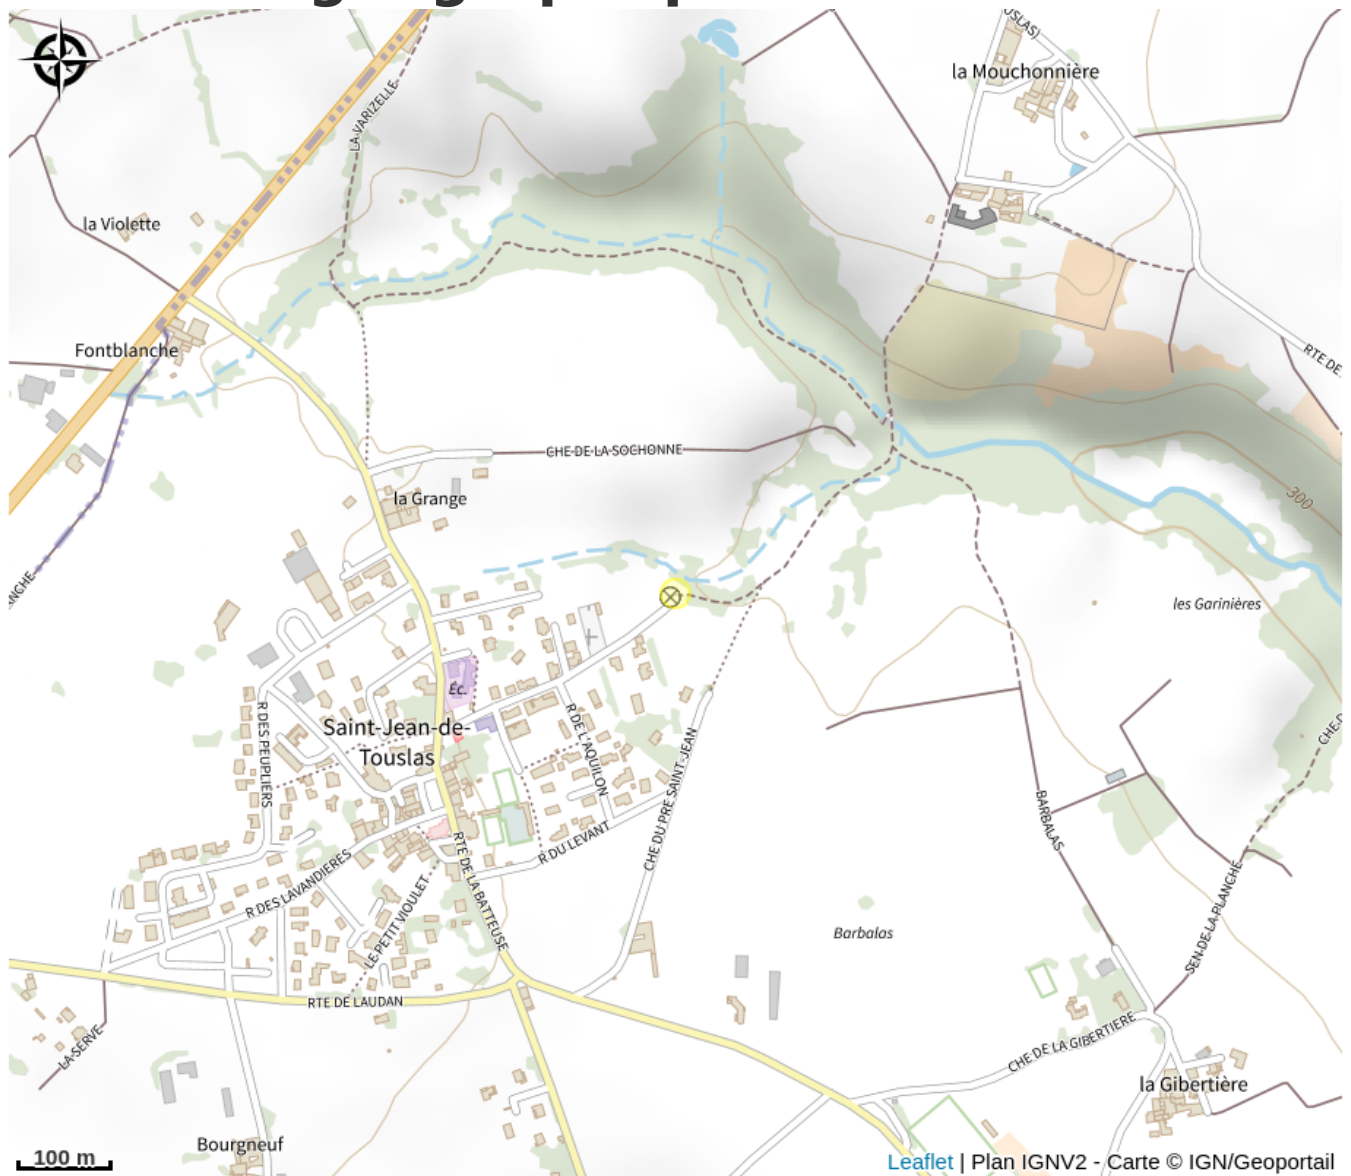 USLAS)
la Mouchonnière
LA VARIZELLE
la Violette
Fontblanche
RTE DE
CHE DE LA SOCHONNE
la Grange
300
ANCHE
les Garinières
Éc.
Saint-Jean-de-
Touslas
R DES PEUPLIERS
R DE L'AQUILON
CHE DU PRE SAINT-JEAN
CHE D
BARBALAS
R DU LEVANT
RTE DE LA BATTEUSE
R DES LAVANDIERES
LE PETIT VIOULET
SEN DE LA PLANCHE
Barbalas
RTE DE LAUDAN
LA SERVE
CHE DE LA GIBERTIERE
la Gibertière
Bourgneuf
100 m
Leaflet | Plan IGNV2 - Carte © IGN/Geoportail